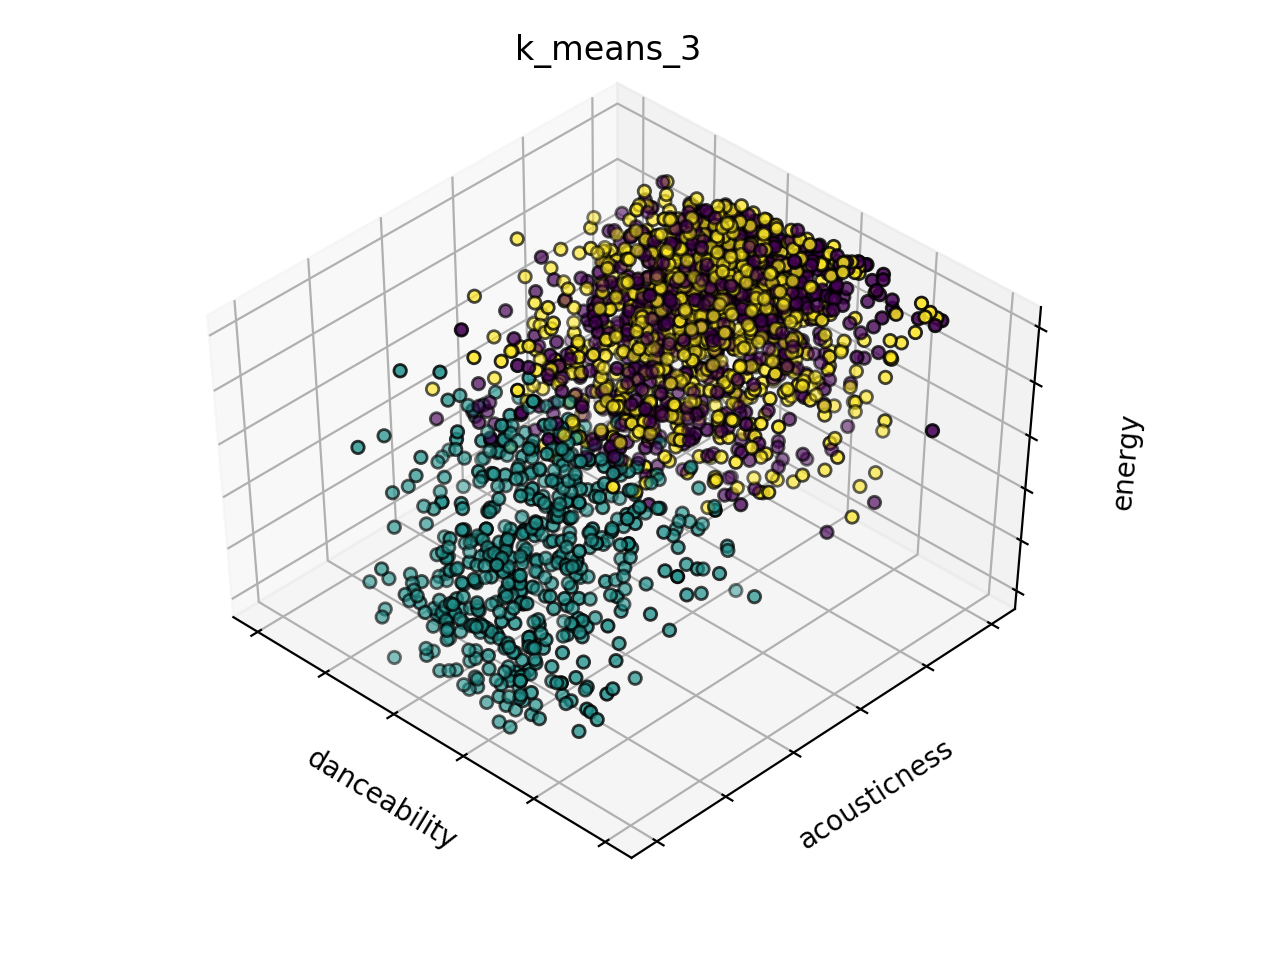 k_means_3
energy
danceability
acousticness